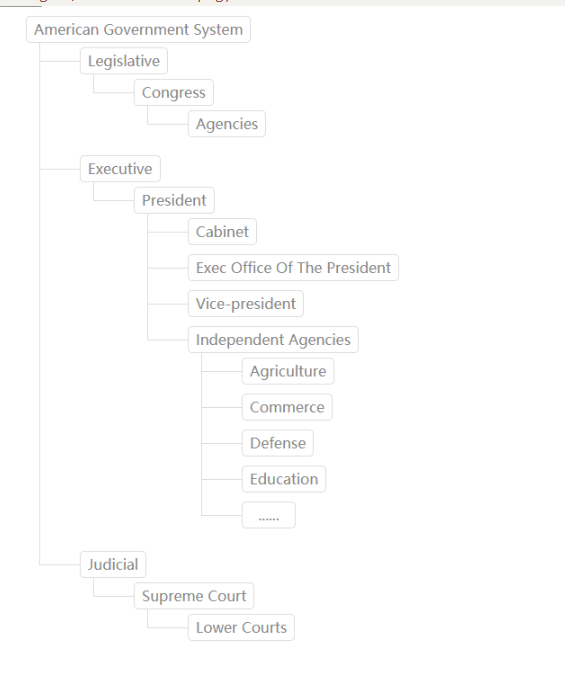 American Government System
Legislative
Congress
Agencies
Executive
President
Cabinet
Exec Office Of The President
Vice-president
Independent Agencies
Agriculture
Commerce
Defense
Education
......
Judicial
Supreme Court
Lower Courts